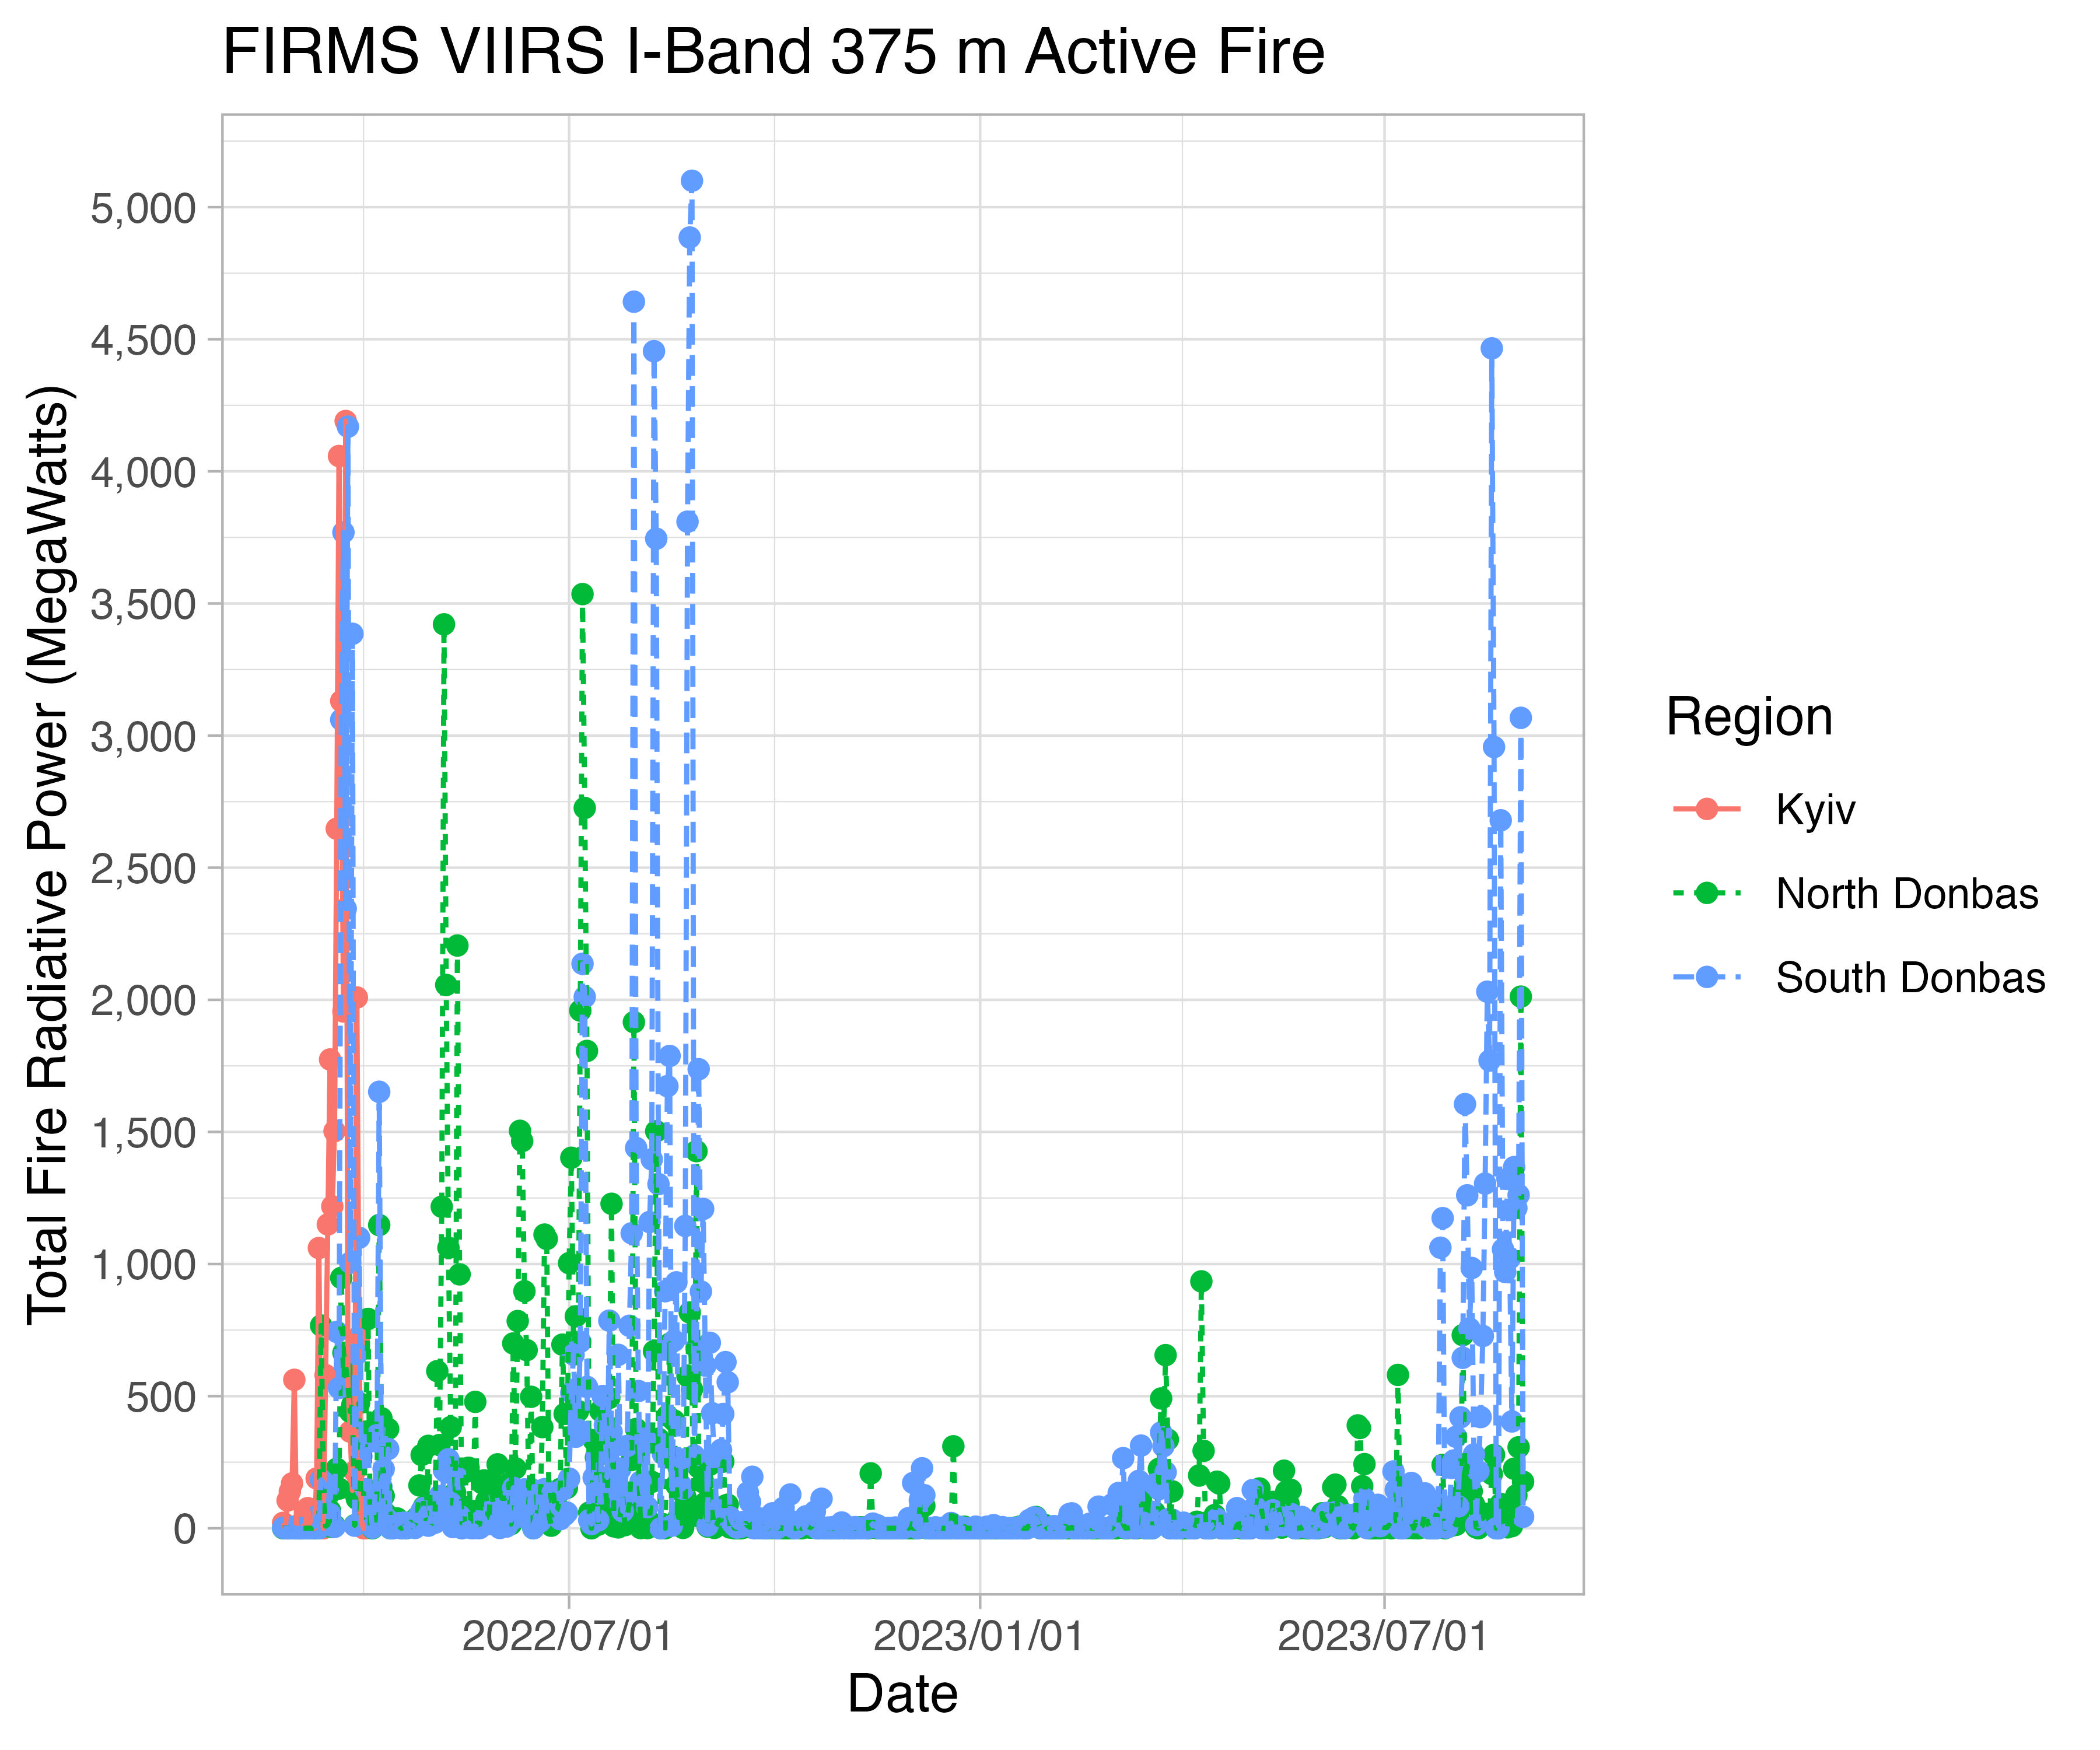 FIRMS VIIRS I-Band 375 m Active Fire
Total Fire Radiative Power (MegaWatts)
5,000
4,500
4,000
3,500
3,000
2,500
2,000
1,500
1,000
500
0
2022/07/01
2023/01/01
2023/07/01
Date
Region
Kyiv
North Donbas
South Donbas